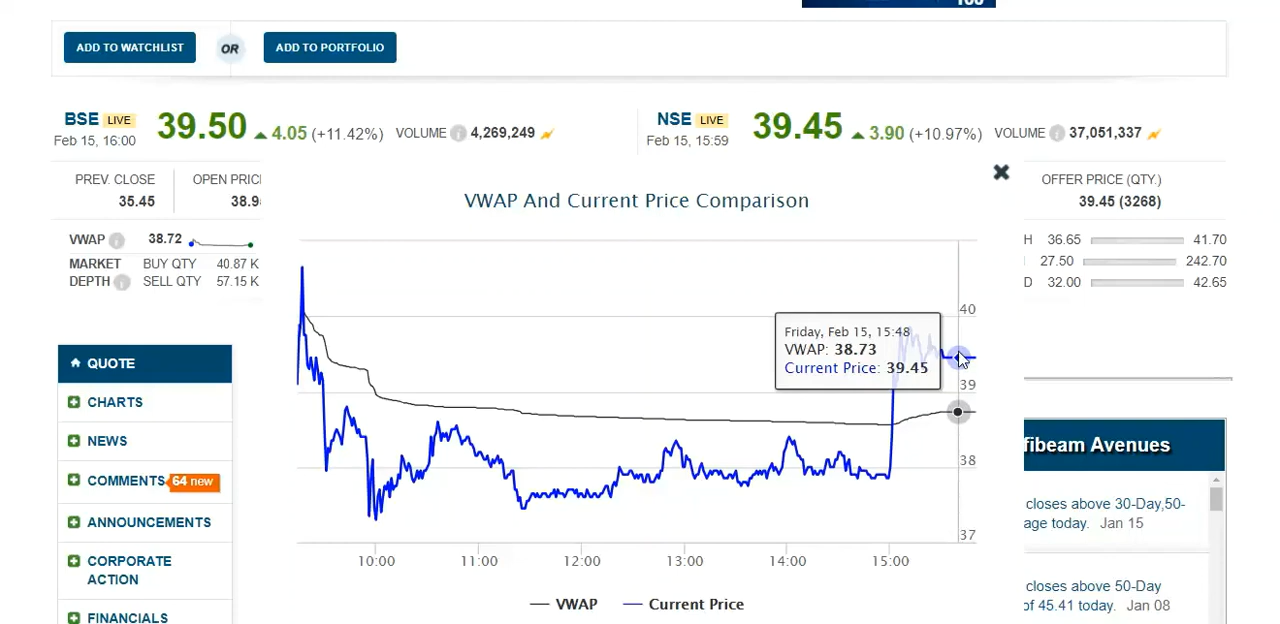 ADD TO WATCHLIST OR ADD TO PORTFOLIO
BSE LIVE 39.50 4.05 (+11.42%) VOLUME i 4,269,249
Feb 15, 16:00
NSE LIVE 39.45 3.90 (+10.97%) VOLUME i 37,051,337
Feb 15, 15:59
PREV. CLOSE
35.45
OPEN PRIC
38.9
OFFER PRICE (QTY.)
39.45 (3268)
VWAP i 38.72
MARKET BUY QTY 40.87 K
DEPTH i SELL QTY 57.15 K
H 36.65 41.70
27.50 242.70
D 32.00 42.65
VWAP And Current Price Comparison
Friday, Feb 15, 15:48
VWAP: 38.73
Current Price: 39.45
40
39
38
37
10:00 11:00 12:00 13:00 14:00 15:00
VWAP Current Price
QUOTE
CHARTS
NEWS
COMMENTS 64 new
ANNOUNCEMENTS
CORPORATE
ACTION
FINANCIALS
fibeam Avenues
closes above 30-Day,50-
age today. Jan 15
closes above 50-Day
of 45.41 today. Jan 08